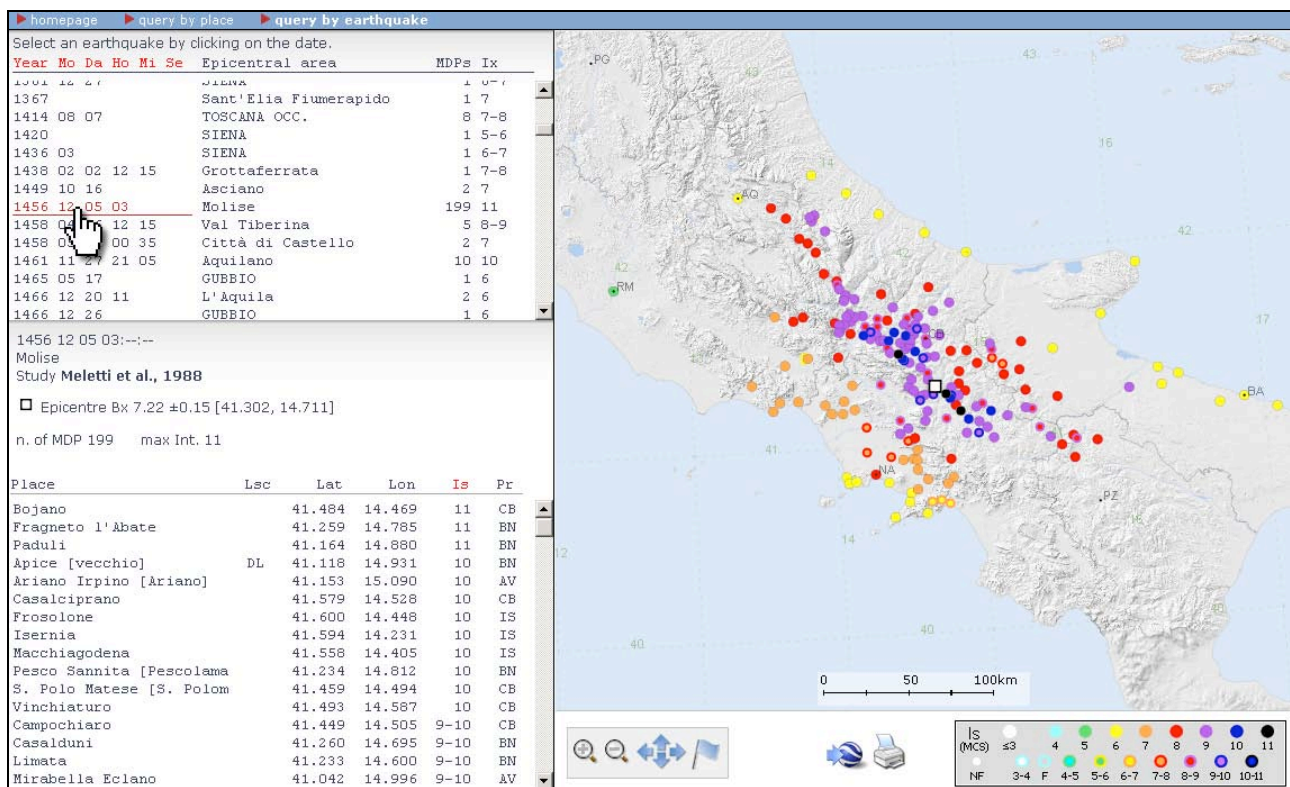 homepage query by place query by earthquake
Select an earthquake by clicking on the date.
Year Mo Da Ho Mi Se Epicentral area MDPs Ix
1367 Sant'Elia Fiumerapido 1 7
1414 08 07 TOSCANA OCC. 8 7-8
1420 SIENA 1 5-6
1436 03 SIENA 1 6-7
1438 02 02 12 15 Grottaferrata 1 7-8
1449 10 16 Asciano 2 7
1456 12 05 03 Molise 199 11
1458 12 15 Val Tiberina 5 8-9
1458 00 35 Città di Castello 2 7
1461 11 27 21 05 Aquilano 10 10
1465 05 17 GUBBIO 1 6
1466 12 20 11 L'Aquila 2 6
1466 12 26 GUBBIO 1 6
1456 12 05 03:--:--
Molise
Study Meletti et al., 1988
Epicentre Bx 7.22 ±0.15 [41.302, 14.711]
n. of MDP 199 max Int. 11
Place Lsc Lat Lon Is Pr
Bojano 41.484 14.469 11 CB
Fragneto l'Abate 41.259 14.785 11 BN
Paduli 41.164 14.880 11 BN
Apice [vecchio] DL 41.118 14.931 10 BN
Ariano Irpino [Ariano] 41.153 15.090 10 AV
Casalciprano 41.579 14.528 10 CB
Frosolone 41.600 14.448 10 IS
Isernia 41.594 14.231 10 IS
Macchiagodena 41.558 14.405 10 IS
Pesco Sannita [Pescolama 41.234 14.812 10 BN
S. Polo Matese [S. Polom 41.459 14.494 10 CB
Vinchiaturo 41.493 14.587 10 CB
Campochiaro 41.449 14.505 9-10 CB
Casalduni 41.260 14.695 9-10 BN
Limata 41.233 14.600 9-10 BN
Mirabella Eclano 41.042 14.996 9-10 AV
PG
43
43
16
14
AQ
42
42
RM
17
CB
BA
41
NA
PZ
16
12
14
40
40
40
0 50 100km
Is (MCS) ≤3 4 5 6 7 8 9 10 11
NF 3-4 F 4-5 5-6 6-7 7-8 8-9 9-10 10-11